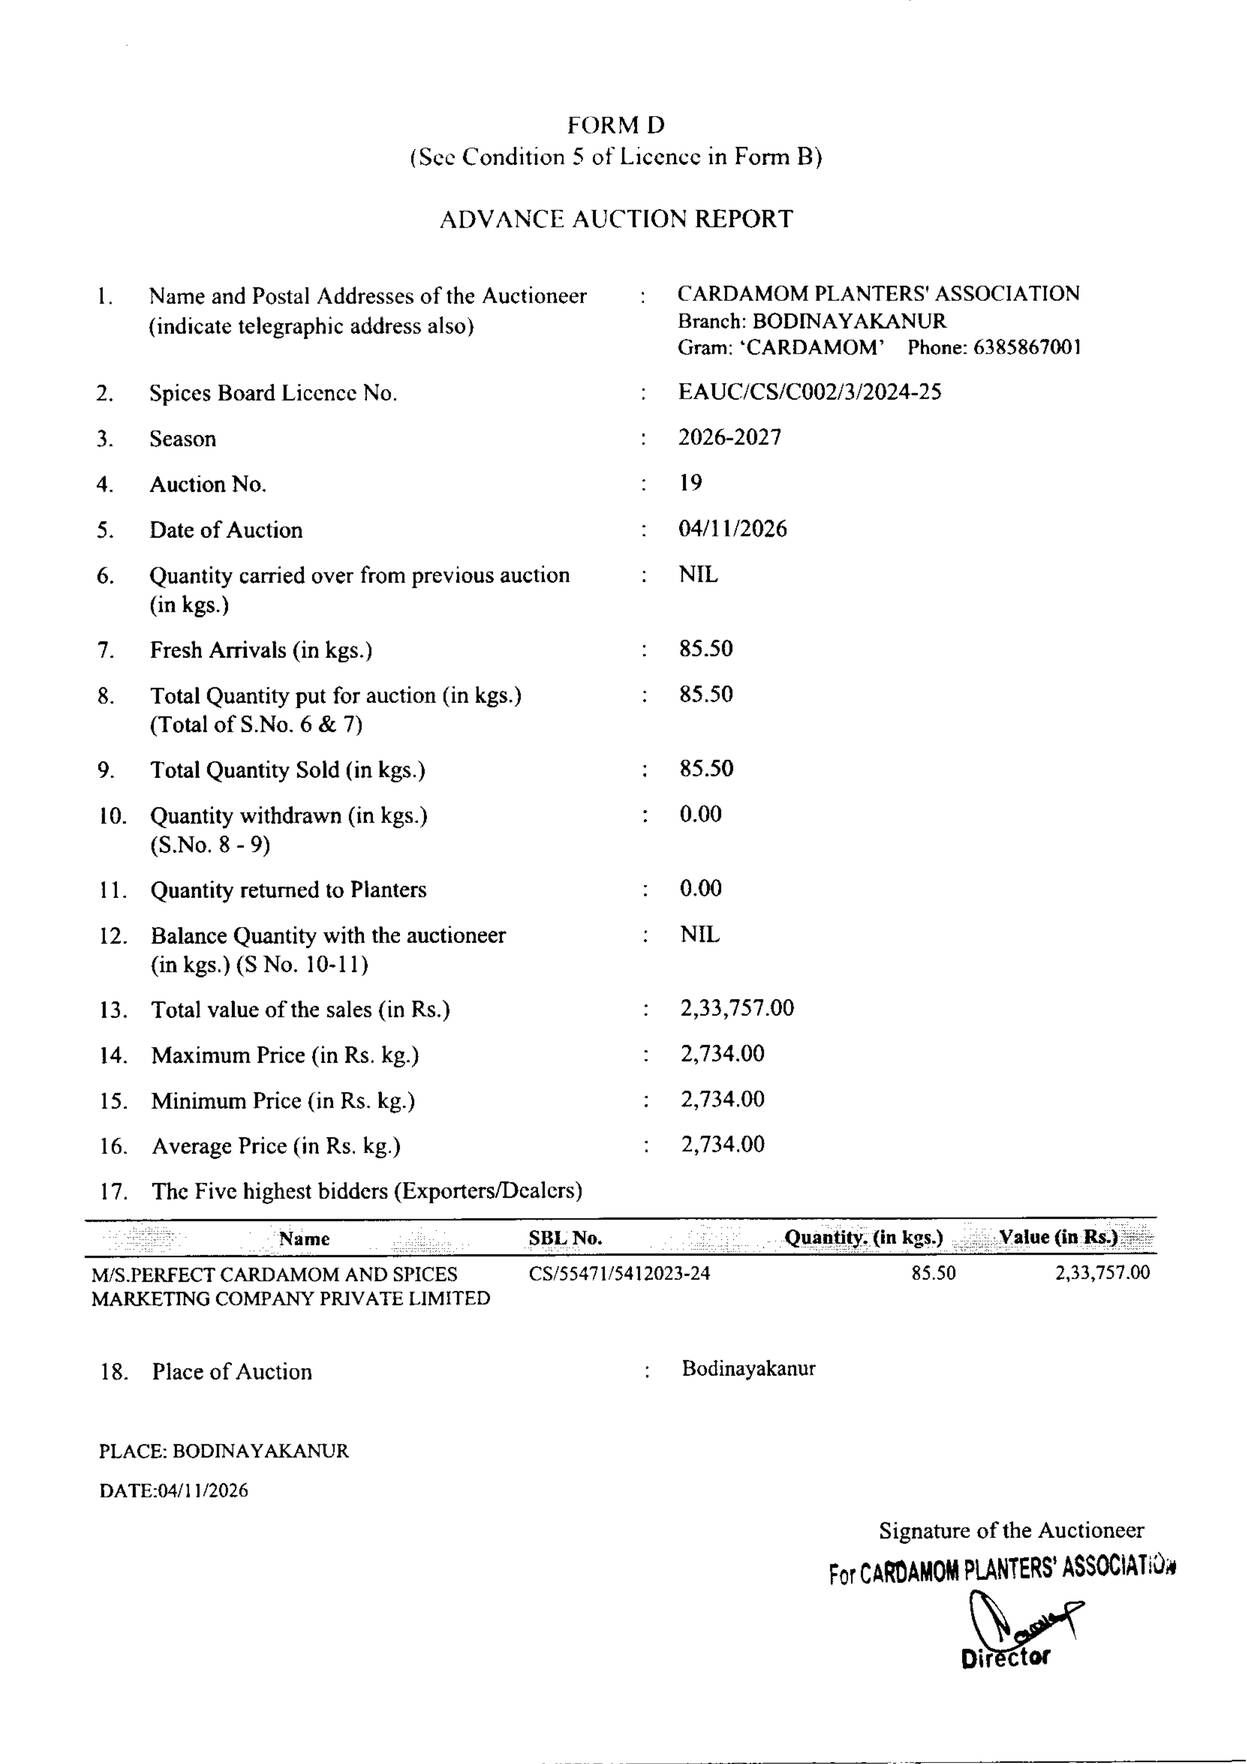 FORM D
(See Condition 5 of Licence in Form B)
ADVANCE AUCTION REPORT
1. Name and Postal Addresses of the Auctioneer : CARDAMOM PLANTERS' ASSOCIATION
(indicate telegraphic address also) Branch: BODINAYAKANUR
Gram: ‘CARDAMOM’ Phone: 6385867001
2. Spices Board Licence No. : EAUC/CS/C002/3/2024-25
3. Season : 2026-2027
4. Auction No. : 19
5. Date of Auction : 04/11/2026
6. Quantity carried over from previous auction : NIL
(in kgs.)
7. Fresh Arrivals (in kgs.) : 85.50
8. Total Quantity put for auction (in kgs.) : 85.50
(Total of S.No. 6 & 7)
9. Total Quantity Sold (in kgs.) : 85.50
10. Quantity withdrawn (in kgs.) : 0.00
(S.No. 8 - 9)
11. Quantity returned to Planters : 0.00
12. Balance Quantity with the auctioneer : NIL
(in kgs.) (S No. 10-11)
13. Total value of the sales (in Rs.) : 2,33,757.00
14. Maximum Price (in Rs. kg.) : 2,734.00
15. Minimum Price (in Rs. kg.) : 2,734.00
16. Average Price (in Rs. kg.) : 2,734.00
17. The Five highest bidders (Exporters/Dealers)
Name SBL No. Quantity. (in kgs.) Value (in Rs.)
M/S.PERFECT CARDAMOM AND SPICES CS/55471/5412023-24 85.50 2,33,757.00
MARKETING COMPANY PRIVATE LIMITED
18. Place of Auction : Bodinayakanur
PLACE: BODINAYAKANUR
DATE:04/11/2026
Signature of the Auctioneer
For CARDAMOM PLANTERS' ASSOCIATION
Director